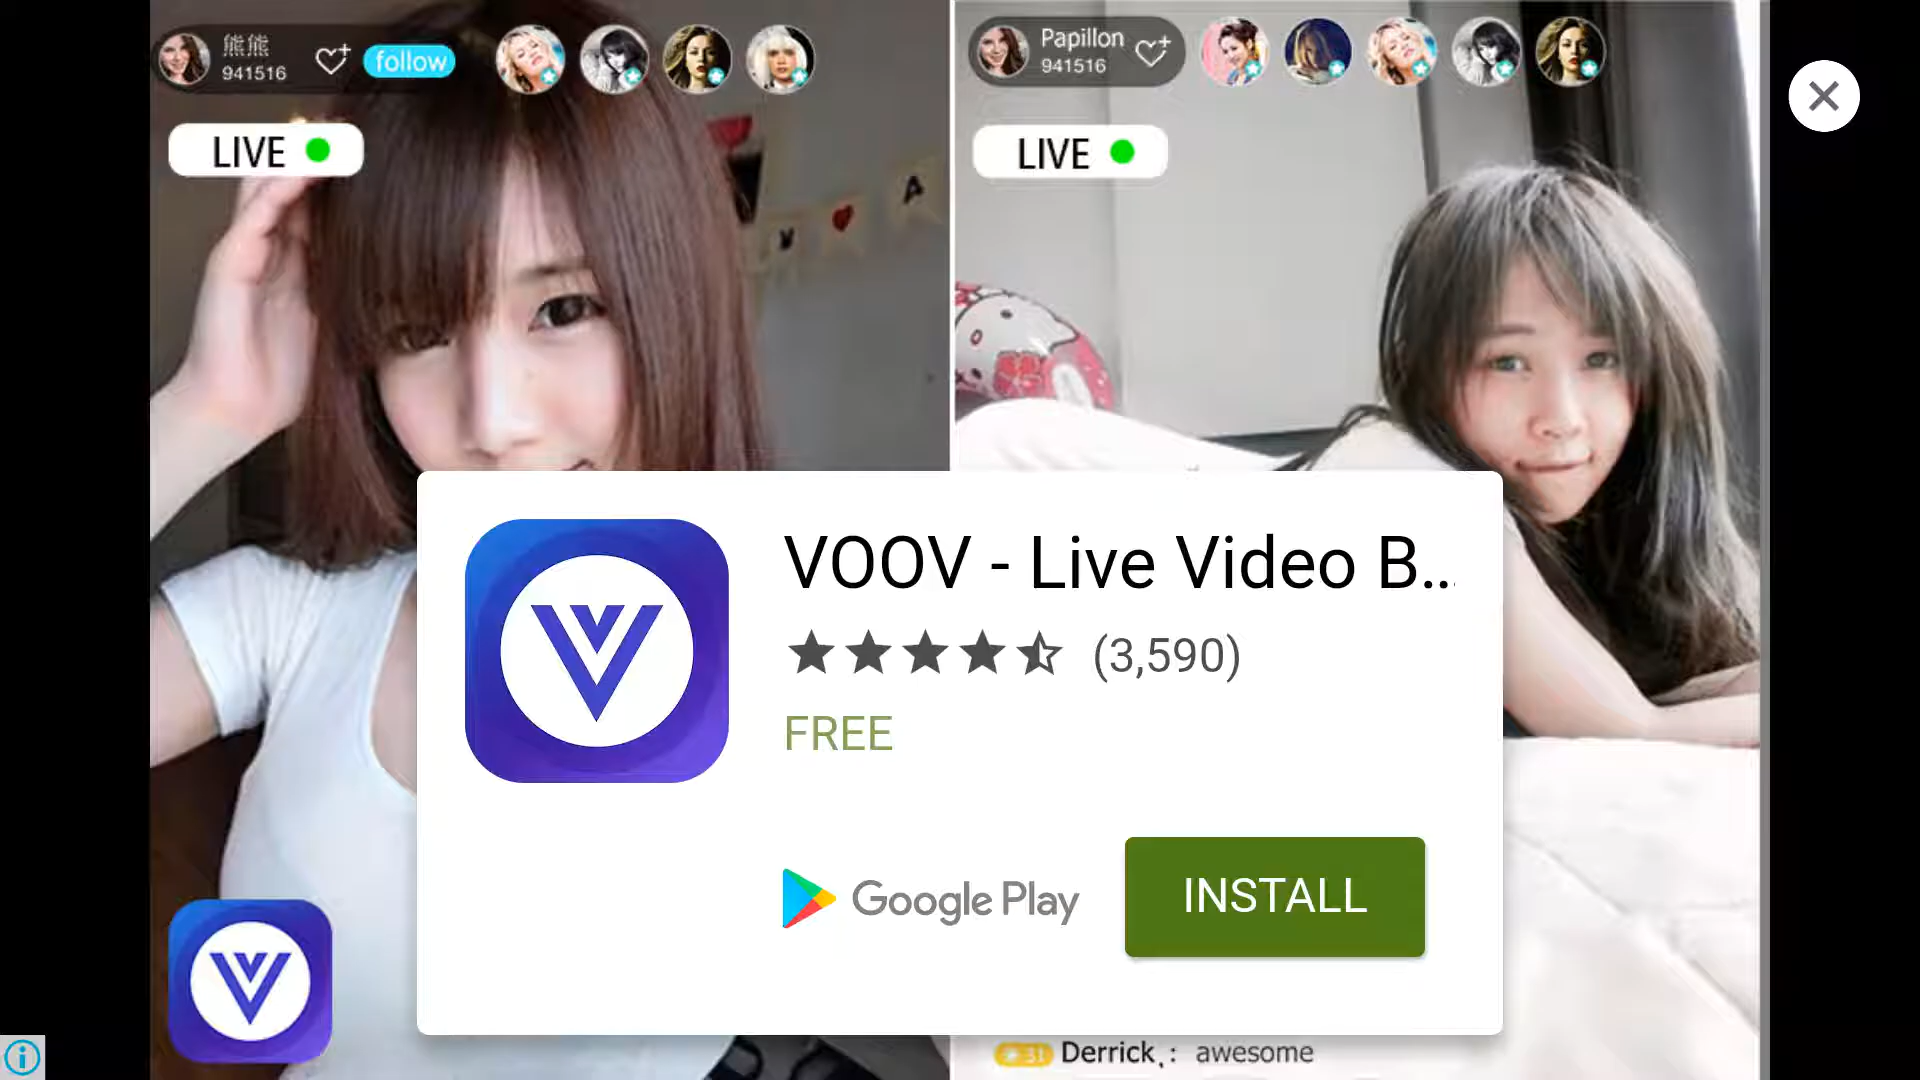 熊熊
941516
follow
LIVE
Papillon
941516
LIVE
V
A
VOOV - Live Video B...
(3,590)
FREE
Google Play
INSTALL
31 Derrick : awesome